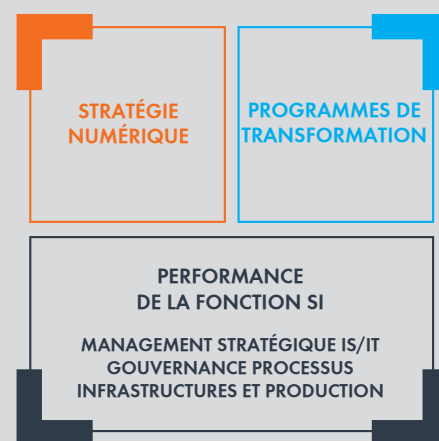 STRATÉGIE
NUMÉRIQUE
PROGRAMMES DE
TRANSFORMATION
PERFORMANCE
DE LA FONCTION SI
MANAGEMENT STRATÉGIQUE IS/IT
GOUVERNANCE PROCESSUS
INFRASTRUCTURES ET PRODUCTION